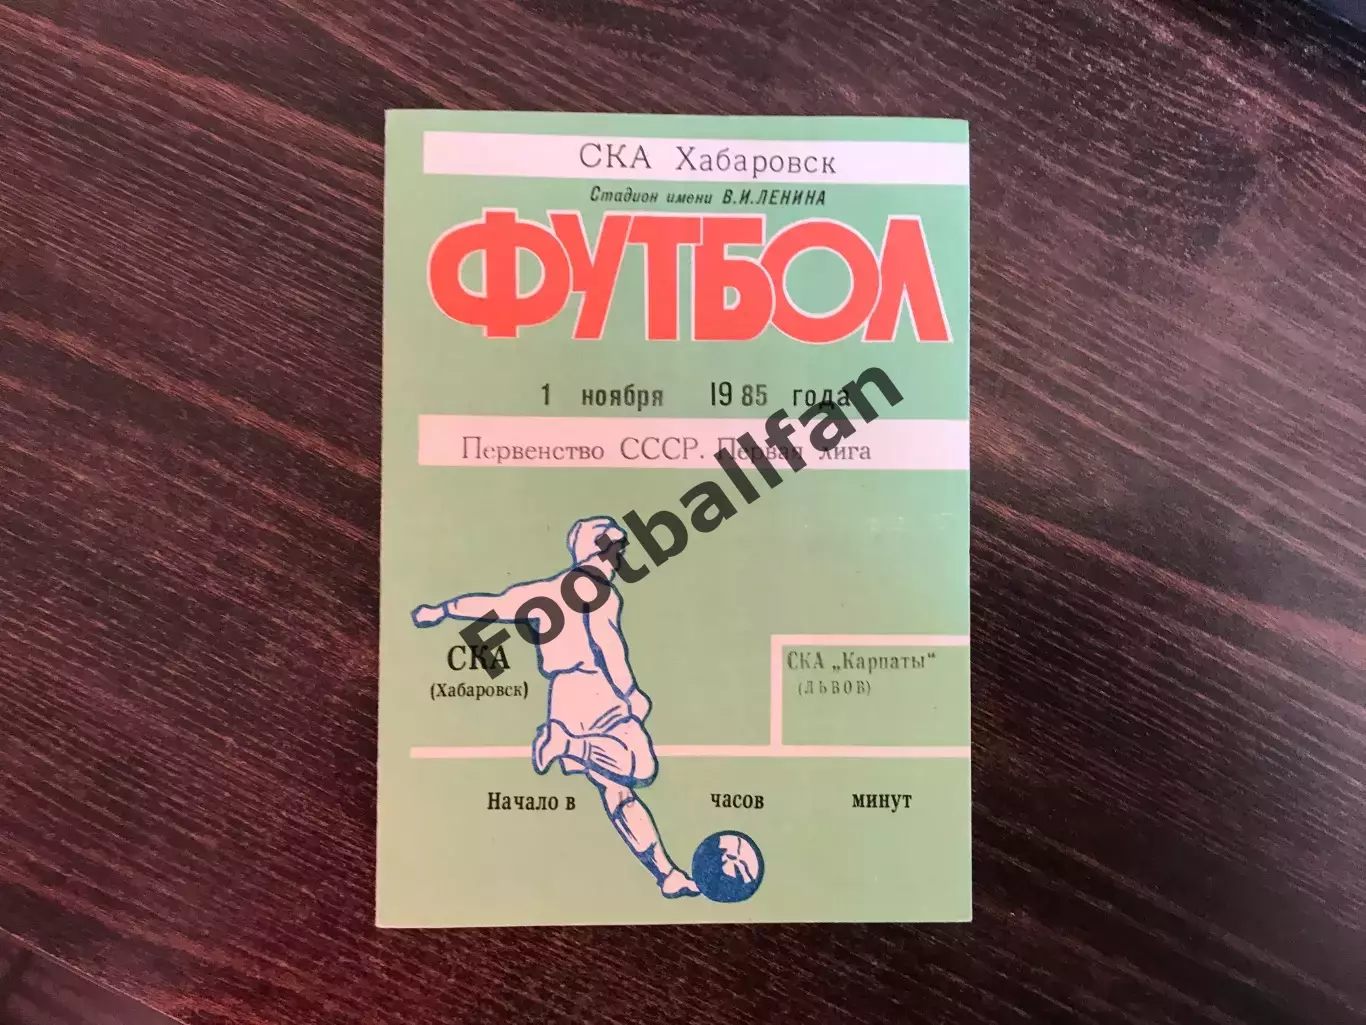 СКА Хабаровск
Стадион имени В.И.ЛЕНИНА
ФУТБОЛ
1 ноября 1985 года
Первенство СССР. Первая лига
СКА
(Хабаровск)
СКА „Карпаты"
(ЛЬВОВ)
Начало в часов минут
Footballfan